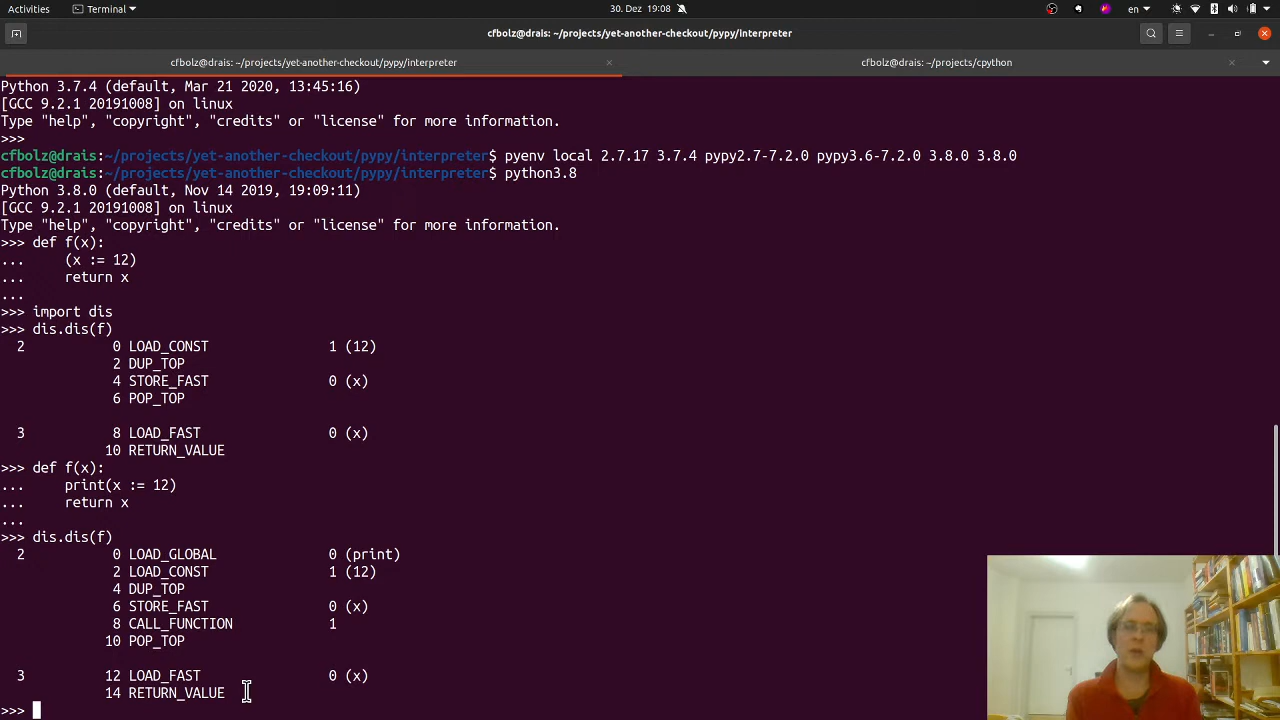 Activities
Terminal
30. Dez 19:08
en
cfbolz@drais: ~/projects/yet-another-checkout/pypy/interpreter
cfbolz@drais: ~/projects/yet-another-checkout/pypy/interpreter
cfbolz@drais: ~/projects/cpython
Python 3.7.4 (default, Mar 21 2020, 13:45:16)
[GCC 9.2.1 20191008] on linux
Type "help", "copyright", "credits" or "license" for more information.
>>>
cfbolz@drais:~/projects/yet-another-checkout/pypy/interpreter$ pyenv local 2.7.17 3.7.4 pypy2.7-7.2.0 pypy3.6-7.2.0 3.8.0 3.8.0
cfbolz@drais:~/projects/yet-another-checkout/pypy/interpreter$ python3.8
Python 3.8.0 (default, Nov 14 2019, 19:09:11)
[GCC 9.2.1 20191008] on linux
Type "help", "copyright", "credits" or "license" for more information.
>>> def f(x):
...     (x := 12)
...     return x
...
>>> import dis
>>> dis.dis(f)
  2           0 LOAD_CONST               1 (12)
              2 DUP_TOP
              4 STORE_FAST               0 (x)
              6 POP_TOP
  3           8 LOAD_FAST                0 (x)
             10 RETURN_VALUE
>>> def f(x):
...     print(x := 12)
...     return x
...
>>> dis.dis(f)
  2           0 LOAD_GLOBAL              0 (print)
              2 LOAD_CONST               1 (12)
              4 DUP_TOP
              6 STORE_FAST               0 (x)
              8 CALL_FUNCTION            1
             10 POP_TOP
  3          12 LOAD_FAST                0 (x)
             14 RETURN_VALUE
>>>